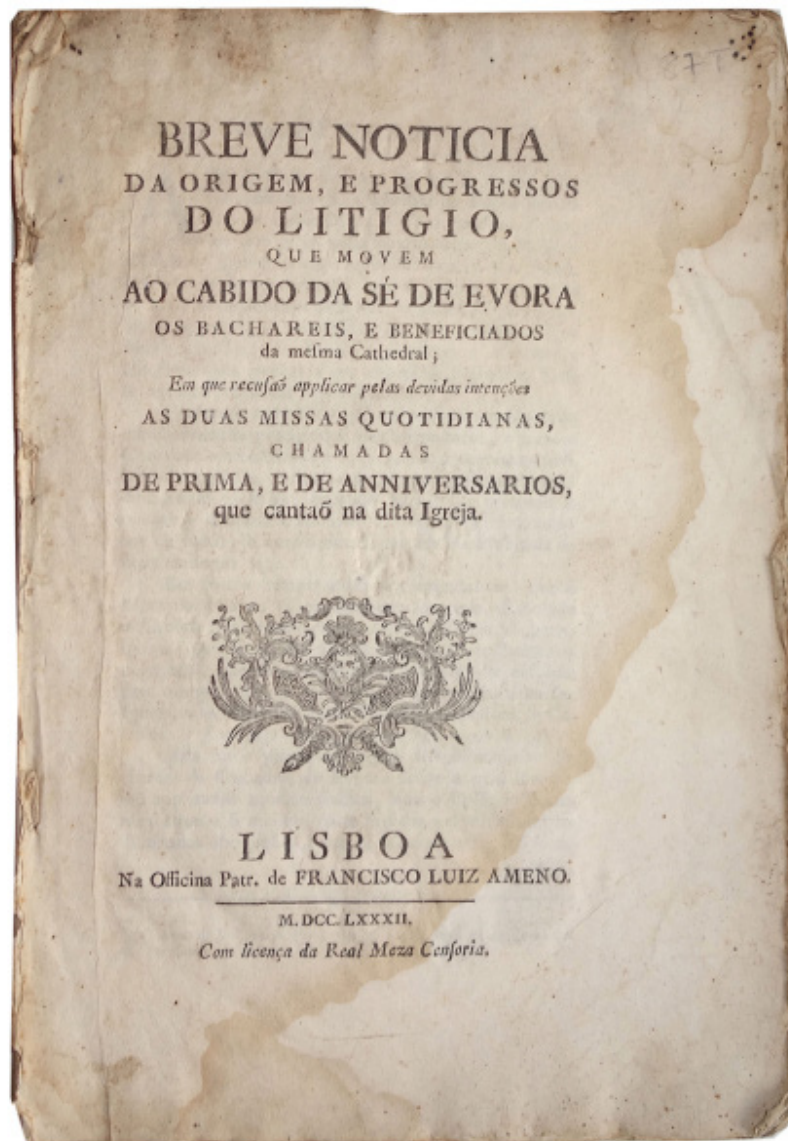 BREVE NOTICIA
DA ORIGEM, E PROGRESSOS
DO LITIGIO,
QUE MOVEM
AO CABIDO DA SÉ DE EVORA
OS BACHAREIS, E BENEFICIADOS
da meſma Cathedral;
Em que recuſaõ applicar pelas devidas intenções
AS DUAS MISSAS QUOTIDIANAS,
CHAMADAS
DE PRIMA, E DE ANNIVERSARIOS,
que cantaõ na dita Igreja.
LISBOA
Na Officina Patr. de FRANCISCO LUIZ AMENO.
M. DCC. LXXXII.
Com licença da Real Meza Cenſoria.